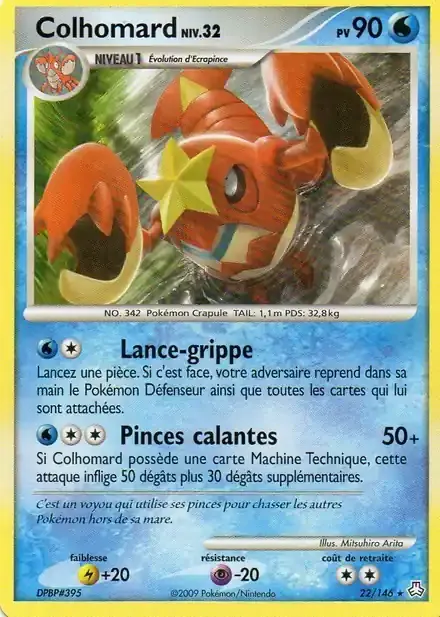 Colhomard NIV.32 PV 90
NIVEAU 1 Évolution d'Ecrapince
NO. 342 Pokémon Crapule TAIL: 1,1 m PDS: 32,8 kg
Lance-grippe
Lancez une pièce. Si c'est face, votre adversaire reprend dans sa
main le Pokémon Défenseur ainsi que toutes les cartes qui lui
sont attachées.
Pinces calantes 50+
Si Colhomard possède une carte Machine Technique, cette
attaque inflige 50 dégâts plus 30 dégâts supplémentaires.
C'est un voyou qui utilise ses pinces pour chasser les autres
Pokémon hors de sa mare.
Illus. Mitsuhiro Arita
faiblesse résistance coût de retraite
+20 -20
DPBP#395 ©2009 Pokémon/Nintendo 22/146 ★